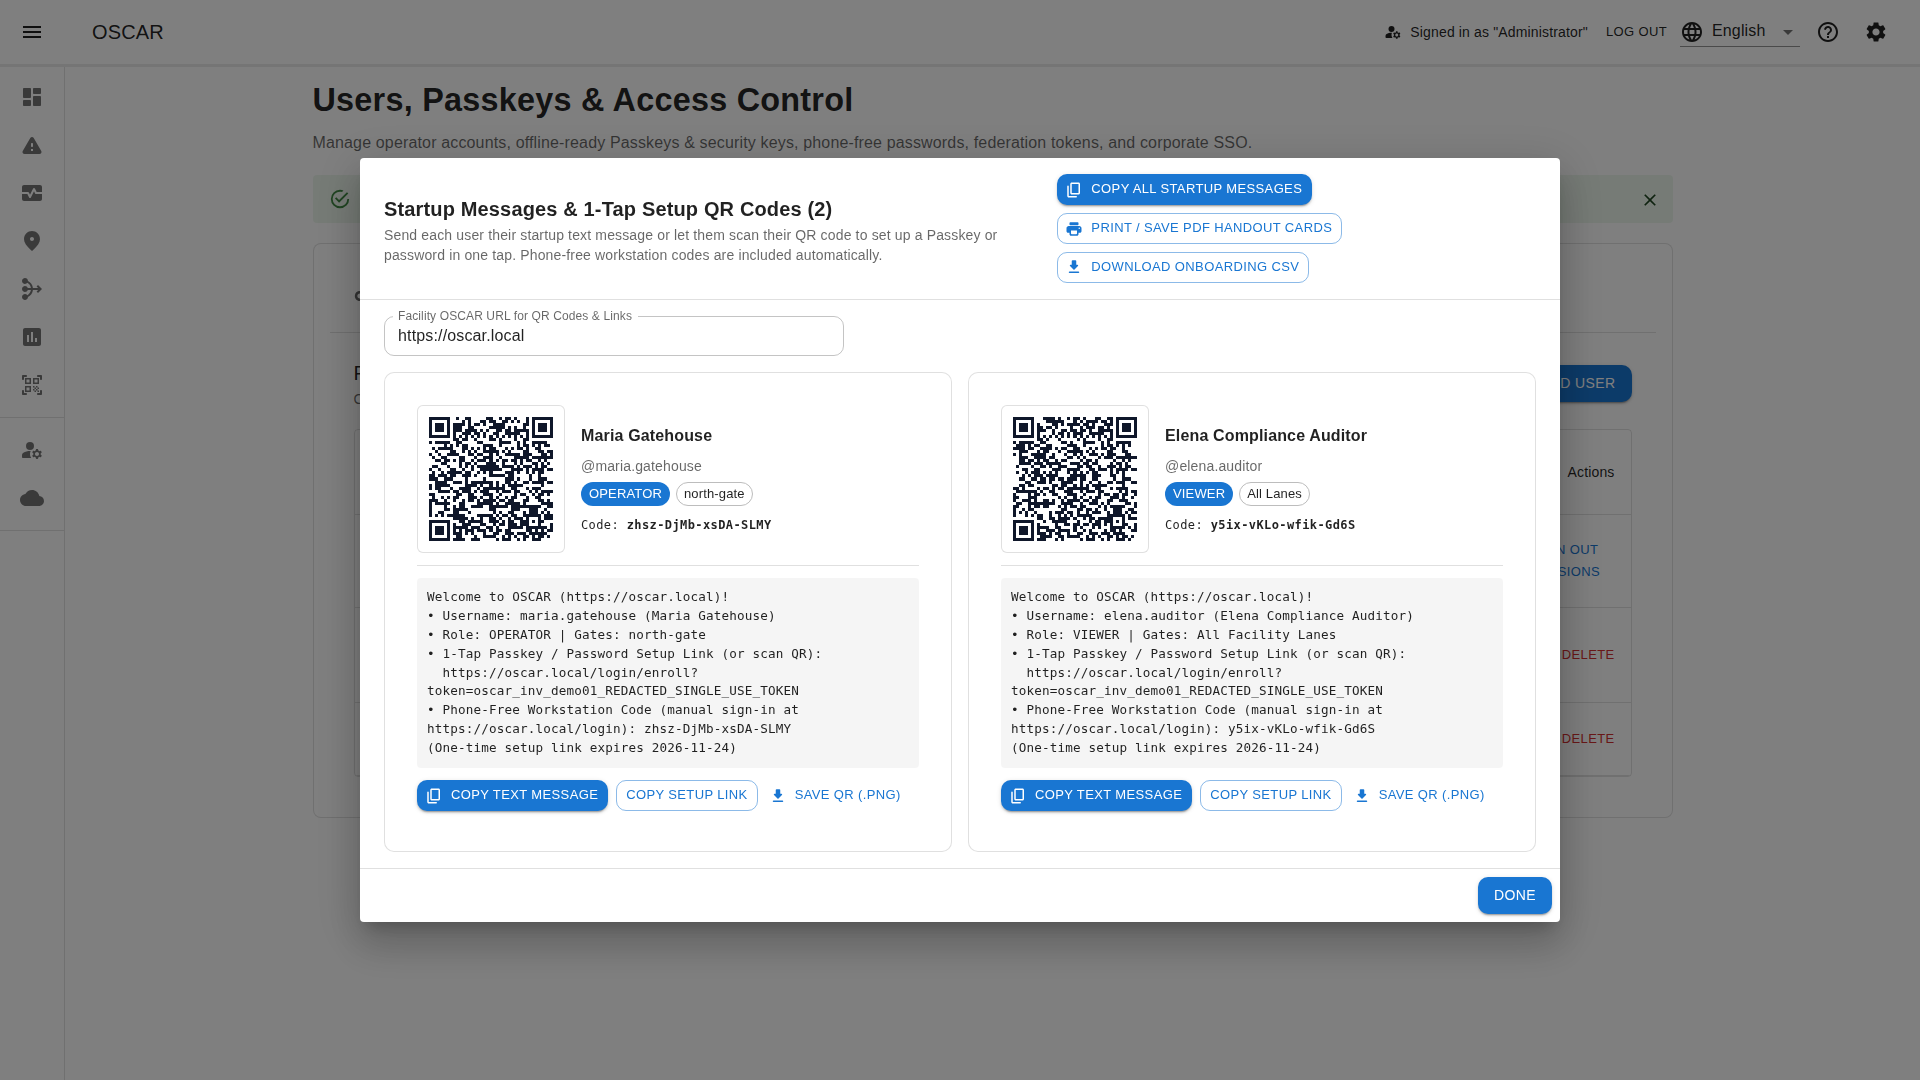 OSCAR
Signed in as "Administrator"
LOG OUT
English
Users, Passkeys & Access Control
Manage operator accounts, offline-ready Passkeys & security keys, phone-free passwords, federation tokens, and corporate SSO.
Startup Messages & 1-Tap Setup QR Codes (2)
Send each user their startup text message or let them scan their QR code to set up a Passkey or
password in one tap. Phone-free workstation codes are included automatically.
COPY ALL STARTUP MESSAGES
PRINT / SAVE PDF HANDOUT CARDS
DOWNLOAD ONBOARDING CSV
Facility OSCAR URL for QR Codes & Links
https://oscar.local
Maria Gatehouse
@maria.gatehouse
OPERATOR
north-gate
Code: zhsz-DjMb-xsDA-SLMY
Welcome to OSCAR (https://oscar.local)!
• Username: maria.gatehouse (Maria Gatehouse)
• Role: OPERATOR | Gates: north-gate
• 1-Tap Passkey / Password Setup Link (or scan QR):
https://oscar.local/login/enroll?
token=oscar_inv_demo01_REDACTED_SINGLE_USE_TOKEN
• Phone-Free Workstation Code (manual sign-in at
https://oscar.local/login): zhsz-DjMb-xsDA-SLMY
(One-time setup link expires 2026-11-24)
COPY TEXT MESSAGE
COPY SETUP LINK
SAVE QR (.PNG)
Elena Compliance Auditor
@elena.auditor
VIEWER
All Lanes
Code: y5ix-vKLo-wfik-Gd6S
Welcome to OSCAR (https://oscar.local)!
• Username: elena.auditor (Elena Compliance Auditor)
• Role: VIEWER | Gates: All Facility Lanes
• 1-Tap Passkey / Password Setup Link (or scan QR):
https://oscar.local/login/enroll?
token=oscar_inv_demo01_REDACTED_SINGLE_USE_TOKEN
• Phone-Free Workstation Code (manual sign-in at
https://oscar.local/login): y5ix-vKLo-wfik-Gd6S
(One-time setup link expires 2026-11-24)
COPY TEXT MESSAGE
COPY SETUP LINK
SAVE QR (.PNG)
DONE
USER
Actions
OUT
DELETE
DELETE